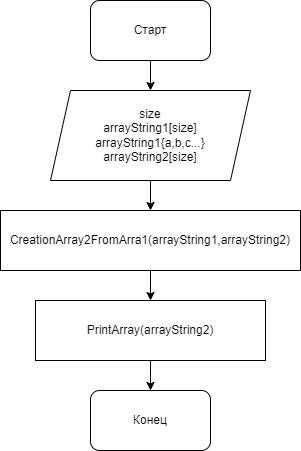 Старт
size
arrayString1[size]
arrayString1{a,b,c...}
arrayString2[size]
CreationArray2FromArra1(arrayString1,arrayString2)
PrintArray(arrayString2)
Конец